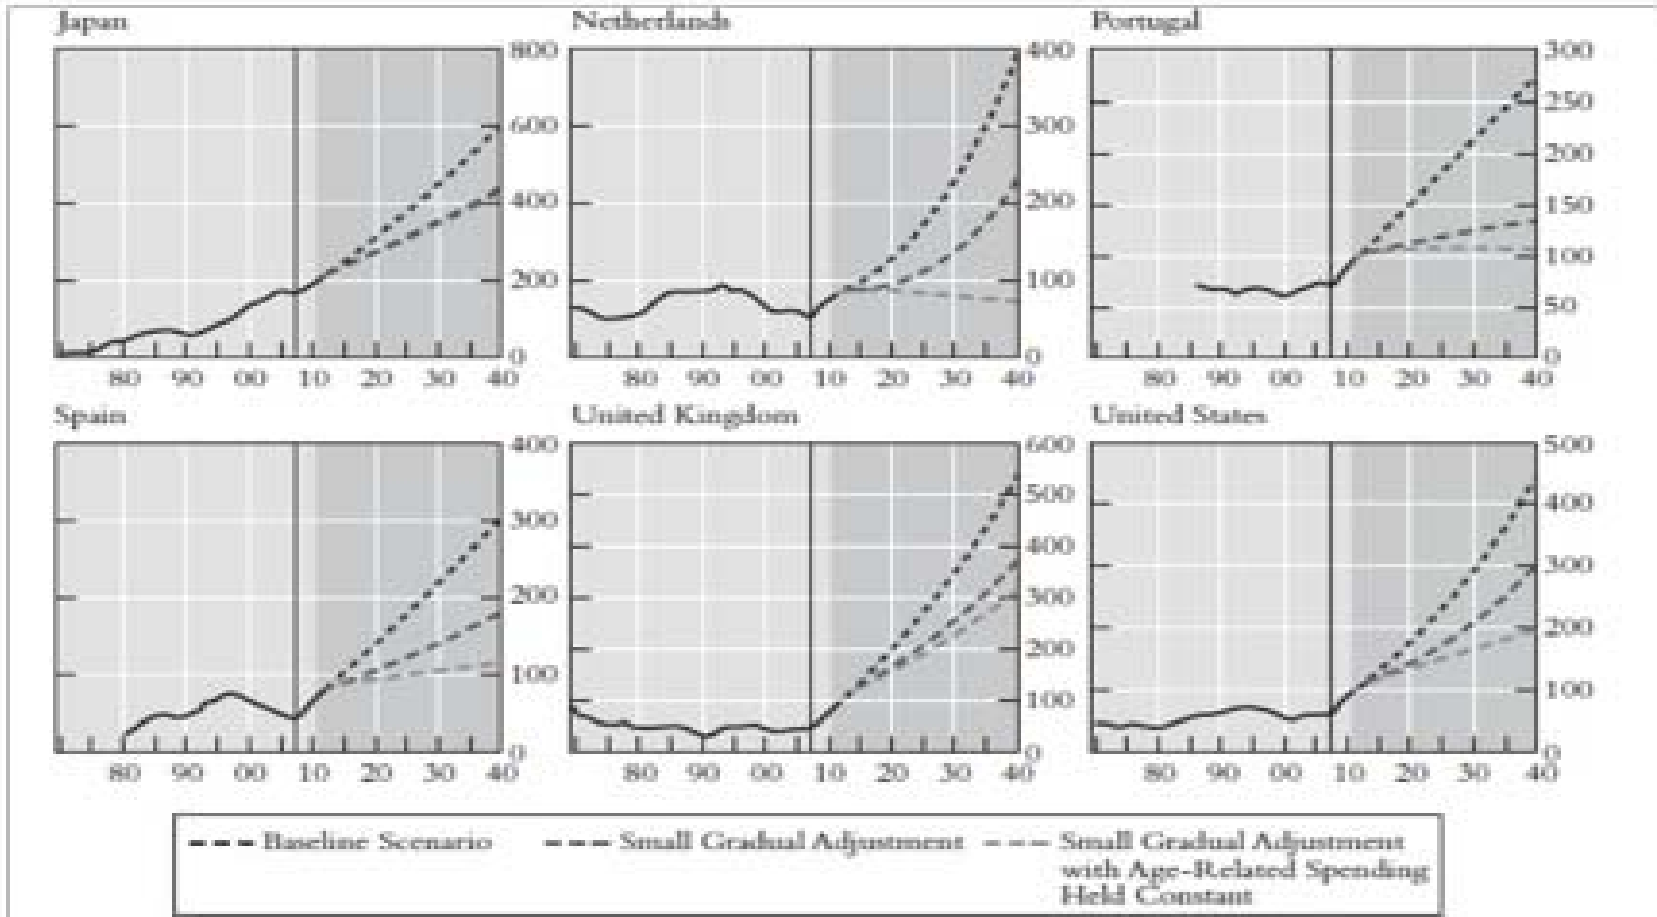 Japan
800
600
400
200
0
80 90 00 10 20 30 40
Netherlands
400
300
200
100
0
80 90 00 10 20 30 40
Portugal
300
250
200
150
100
50
0
80 90 00 10 20 30 40
Spain
400
300
200
100
0
80 90 00 10 20 30 40
United Kingdom
600
500
400
300
200
100
0
80 90 00 10 20 30 40
United States
500
400
300
200
100
0
80 90 00 10 20 30 40
Baseline Scenario
Small Gradual Adjustment
Small Gradual Adjustment
with Age-Related Spending
Held Constant